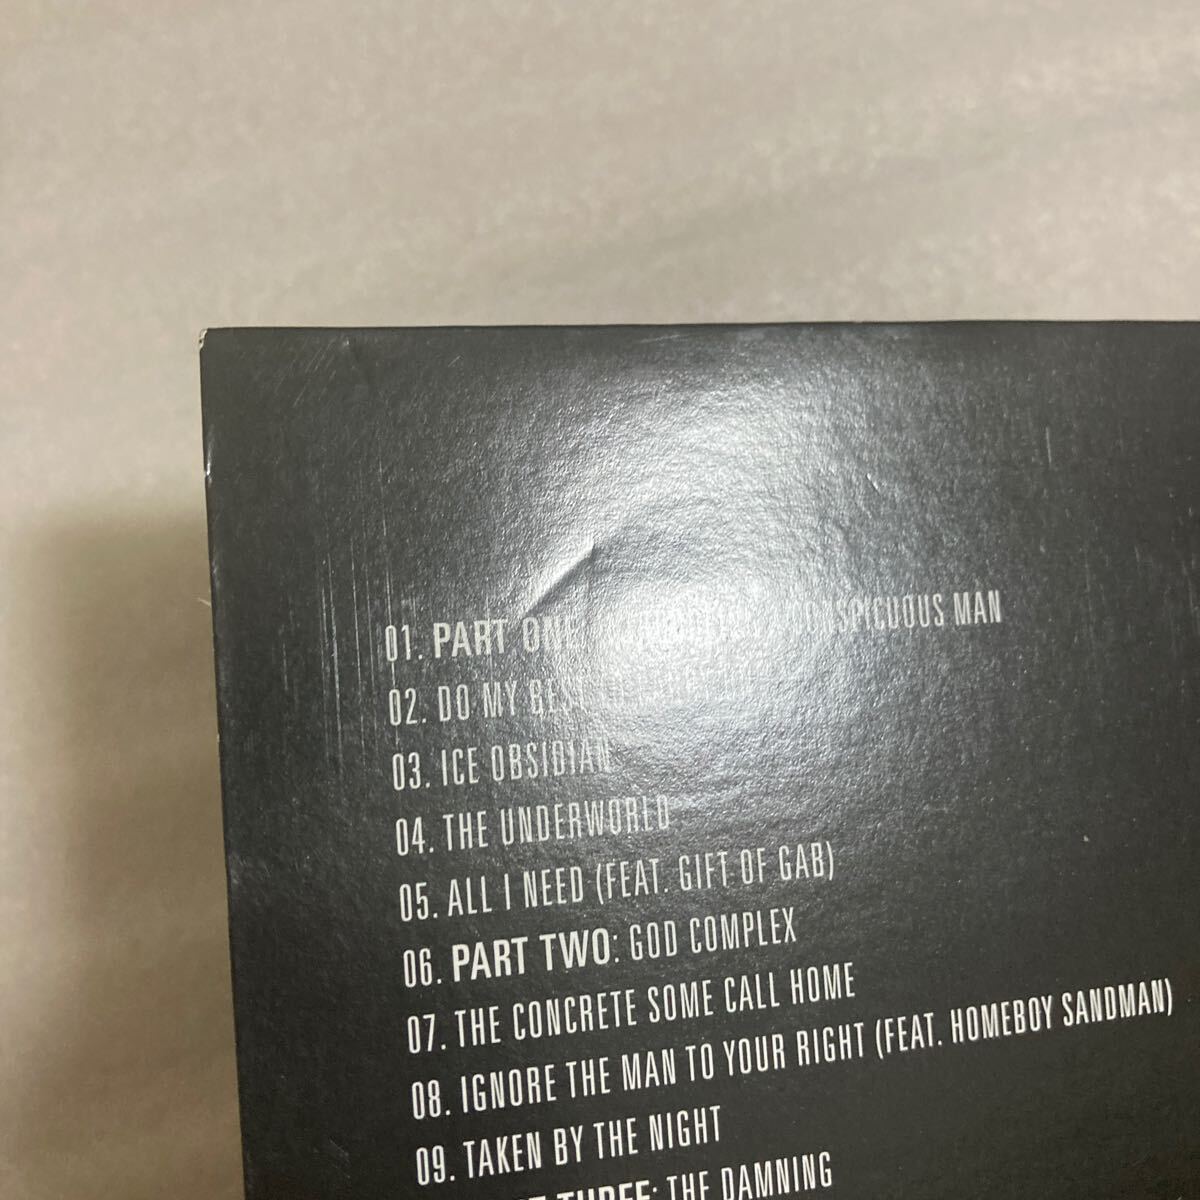 01. PART ONE CONSPICUOUS MAN
02. DO MY BEST
03. ICE OBSIDIAN
04. THE UNDERWORLD
05. ALL I NEED (FEAT. GIFT OF GAB)
06. PART TWO: GOD COMPLEX
07. THE CONCRETE SOME CALL HOME
08. IGNORE THE MAN TO YOUR RIGHT (FEAT. HOMEBOY SANDMAN)
09. TAKEN BY THE NIGHT
THREE: THE DAMNING